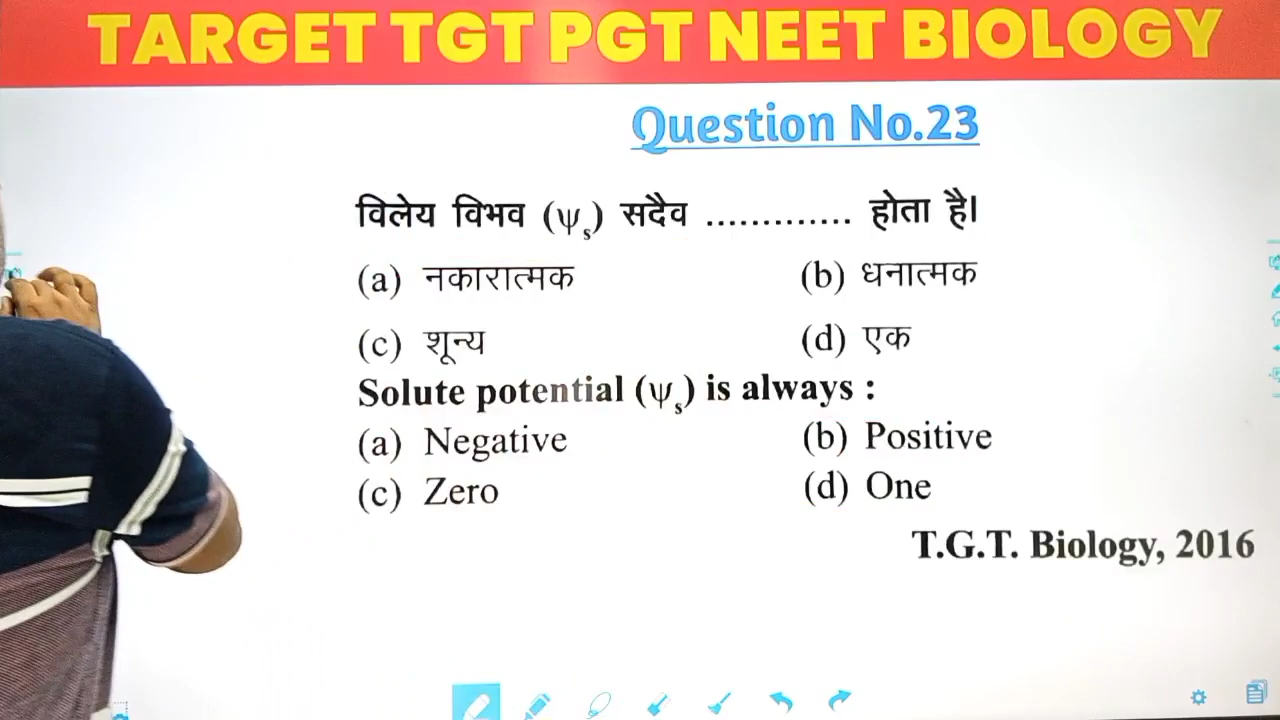 TARGET TGT PGT NEET BIOLOGY
Question No.23
विलेय विभव (ψs) सदैव ............. होता है।
(a) नकारात्मक (b) धनात्मक
(c) शून्य (d) एक
Solute potential (ψs) is always :
(a) Negative (b) Positive
(c) Zero (d) One
T.G.T. Biology, 2016